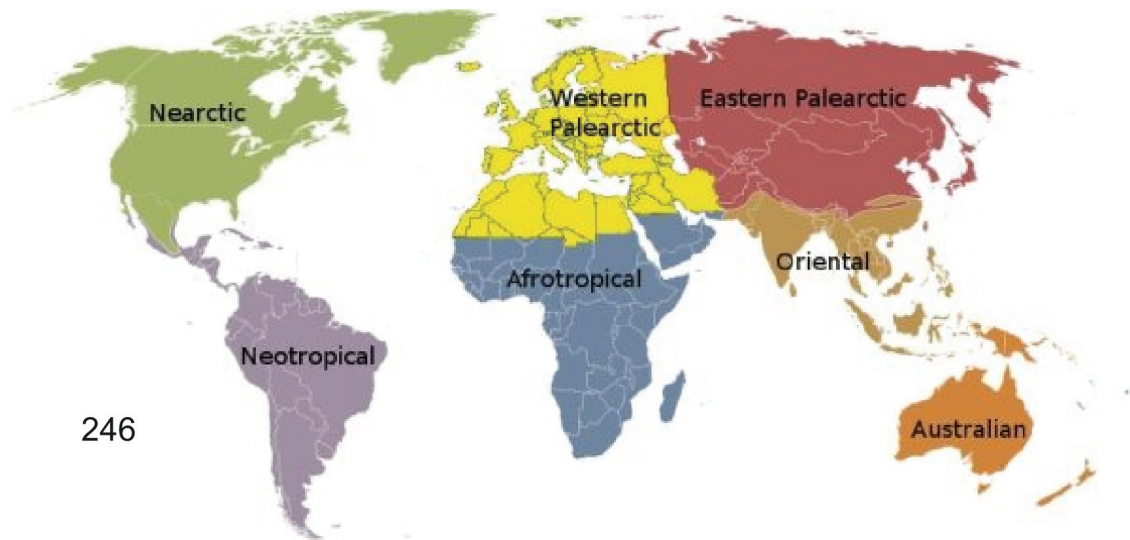 Nearctic
Western
Palearctic
Eastern Palearctic
Oriental
Afrotropical
Neotropical
246
Australian